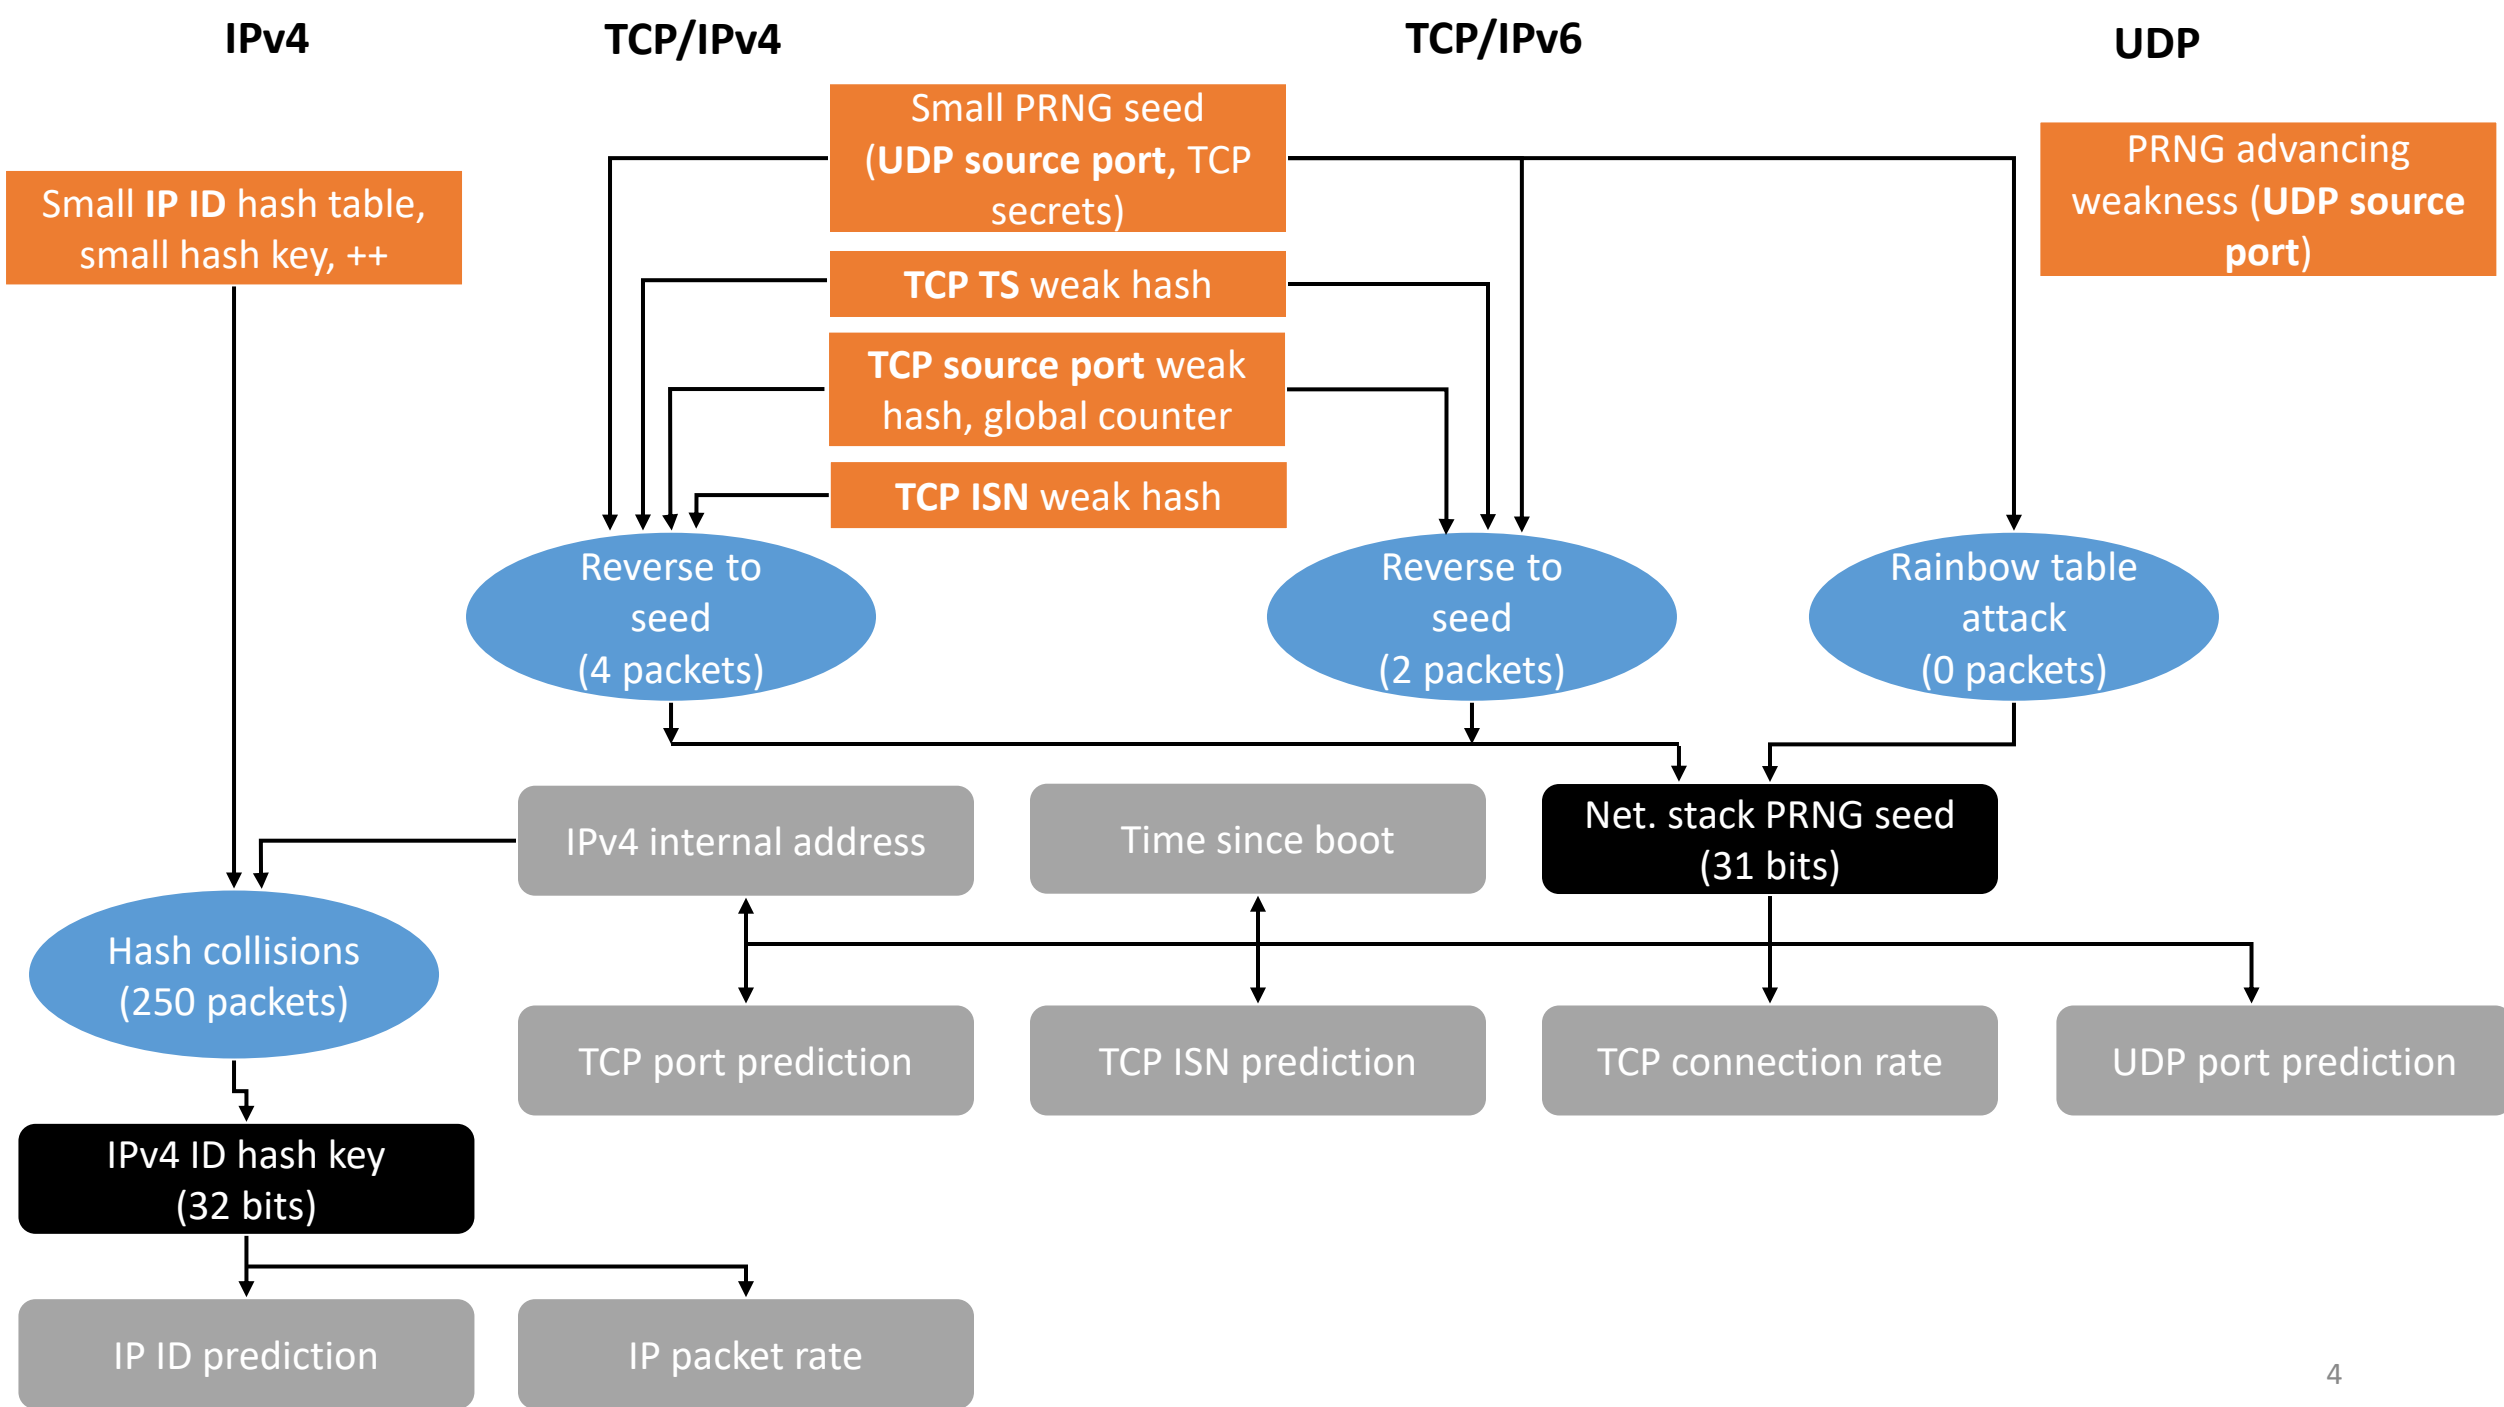 IPv4
TCP/IPv4
TCP/IPv6
UDP
Small PRNG seed
(UDP source port, TCP
secrets)
PRNG advancing
weakness (UDP source
port)
Small IP ID hash table,
small hash key, ++
TCP TS weak hash
TCP source port weak
hash, global counter
TCP ISN weak hash
Reverse to
seed
(4 packets)
Reverse to
seed
(2 packets)
Rainbow table
attack
(0 packets)
IPv4 internal address
Time since boot
Net. stack PRNG seed
(31 bits)
Hash collisions
(250 packets)
TCP port prediction
TCP ISN prediction
TCP connection rate
UDP port prediction
IPv4 ID hash key
(32 bits)
IP ID prediction
IP packet rate
4